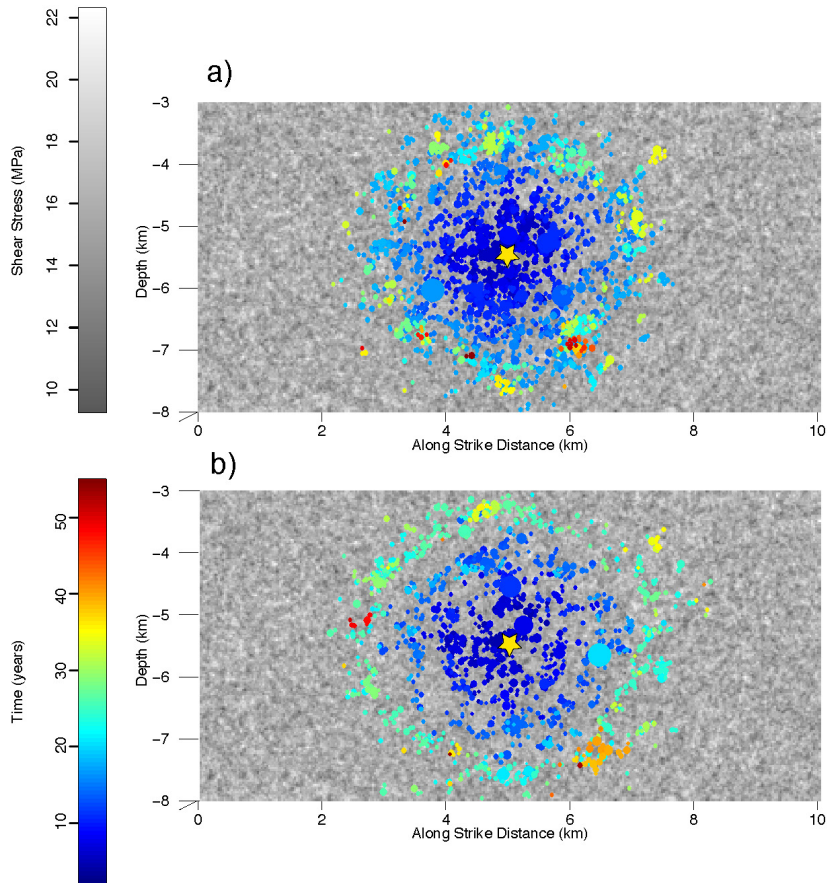 Shear Stress (MPa)
22
20
18
16
14
12
10
a)
Depth (km)
−3
−4
−5
−6
−7
−8
0 2 4 6 8 10
Along Strike Distance (km)
Time (years)
50
40
30
20
10
b)
Depth (km)
−3
−4
−5
−6
−7
−8
0 2 4 6 8 10
Along Strike Distance (km)